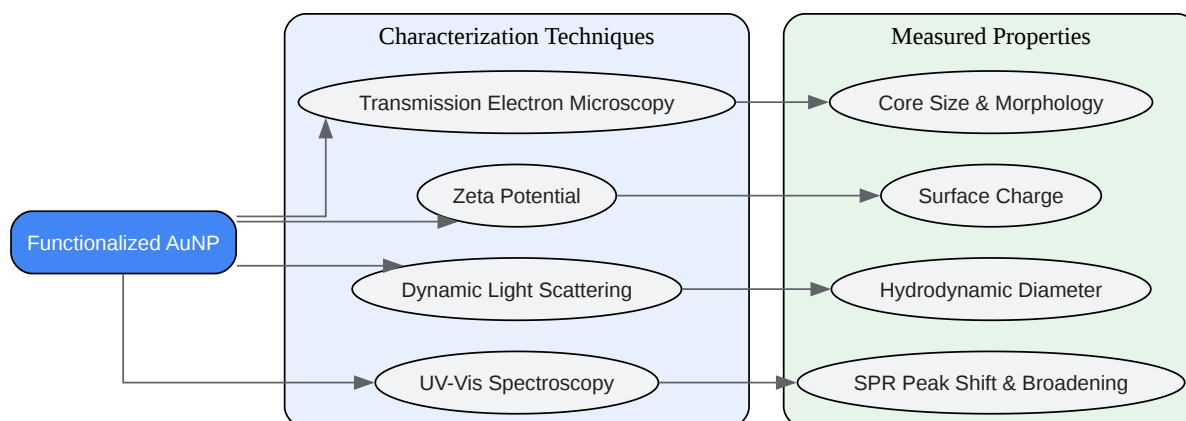 Characterization Techniques
Measured Properties
Transmission Electron Microscopy
Core Size & Morphology
Zeta Potential
Surface Charge
Functionalized AuNP
Dynamic Light Scattering
Hydrodynamic Diameter
UV-Vis Spectroscopy
SPR Peak Shift & Broadening